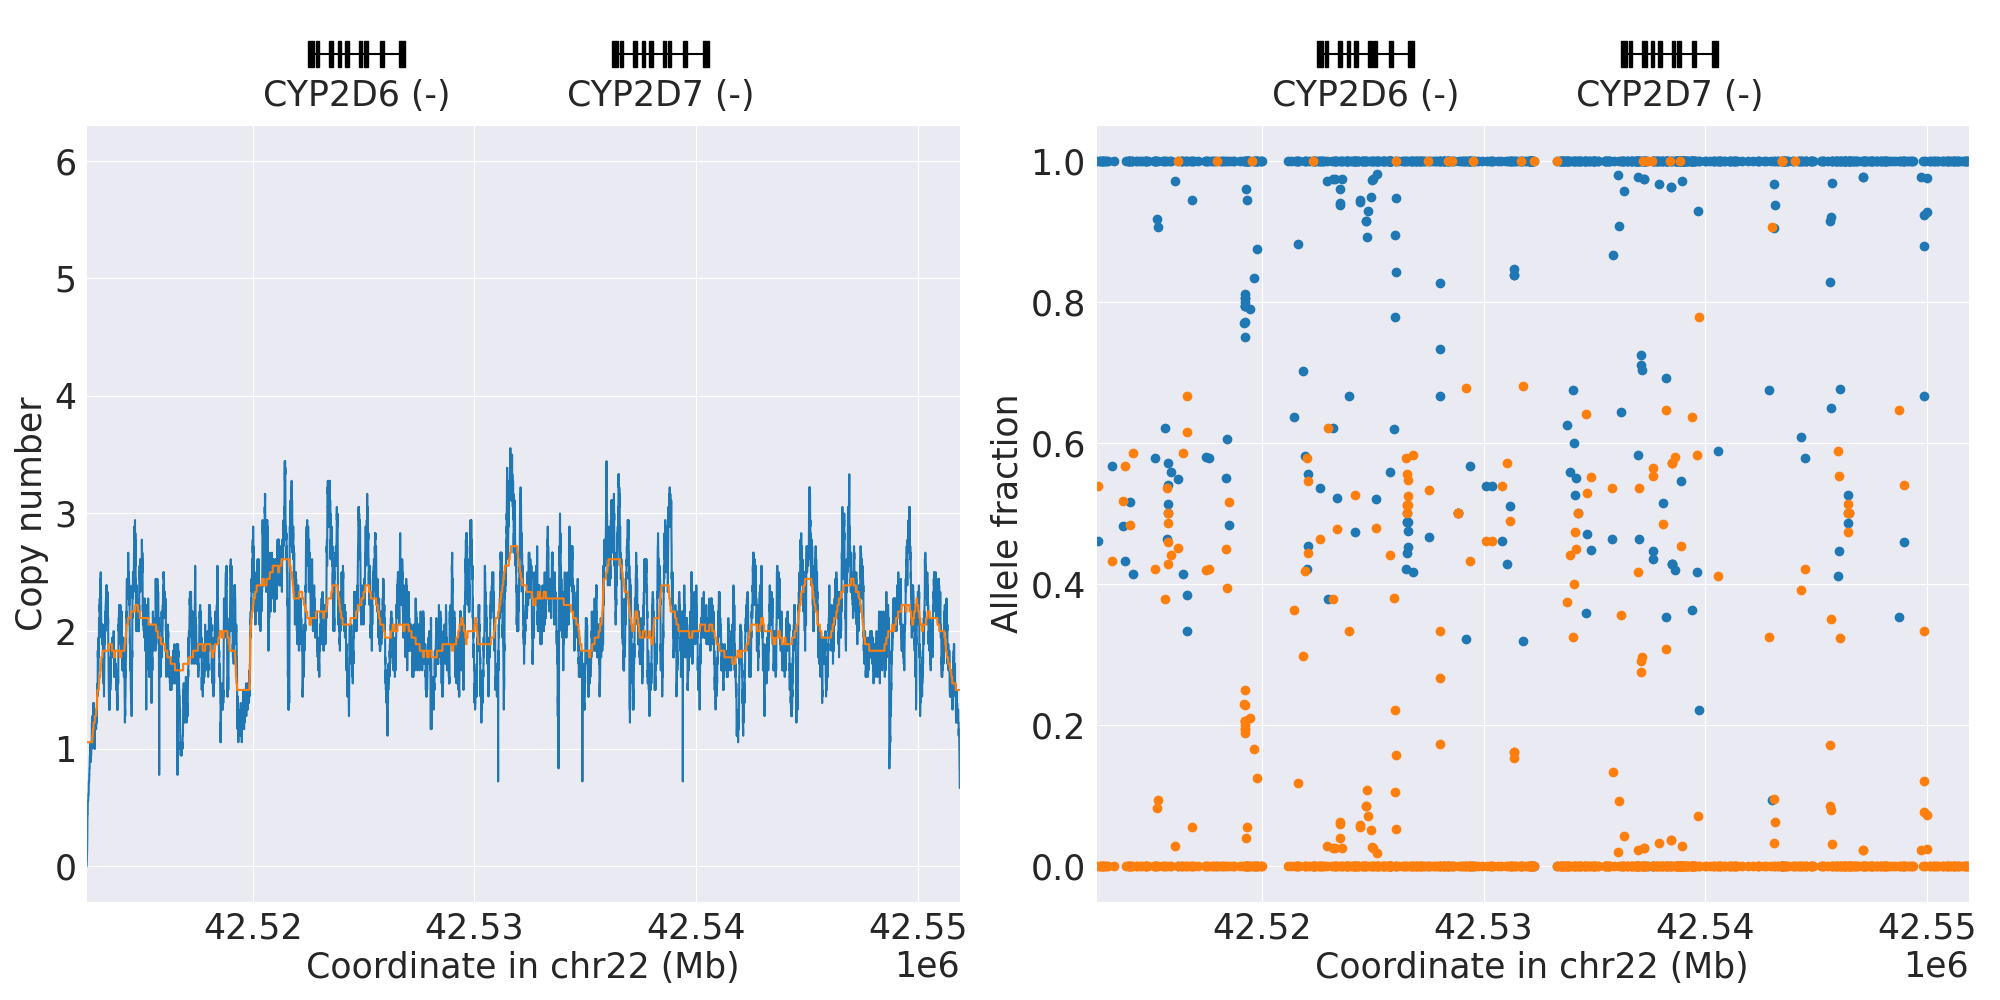 CYP2D6 (-) CYP2D7 (-)
6
5
4
3
2
1
0
Copy number
42.52 42.53 42.54 42.55
Coordinate in chr22 (Mb)
1e6
CYP2D6 (-) CYP2D7 (-)
1.0
0.8
0.6
0.4
0.2
0.0
Allele fraction
42.52 42.53 42.54 42.55
Coordinate in chr22 (Mb)
1e6